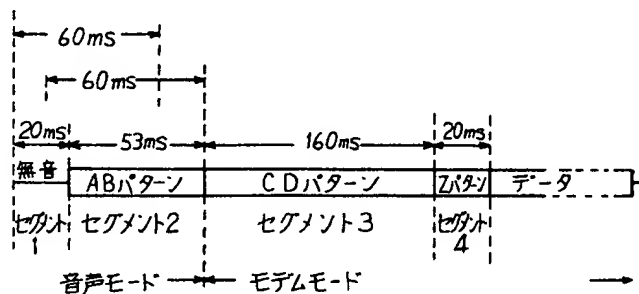 60ms
60ms
20ms 53ms 160ms 20ms
無音 ABパターン CDパターン Zパターン データ
セグメント1 セグメント2 セグメント3 セグメント4
音声モード モデムモード